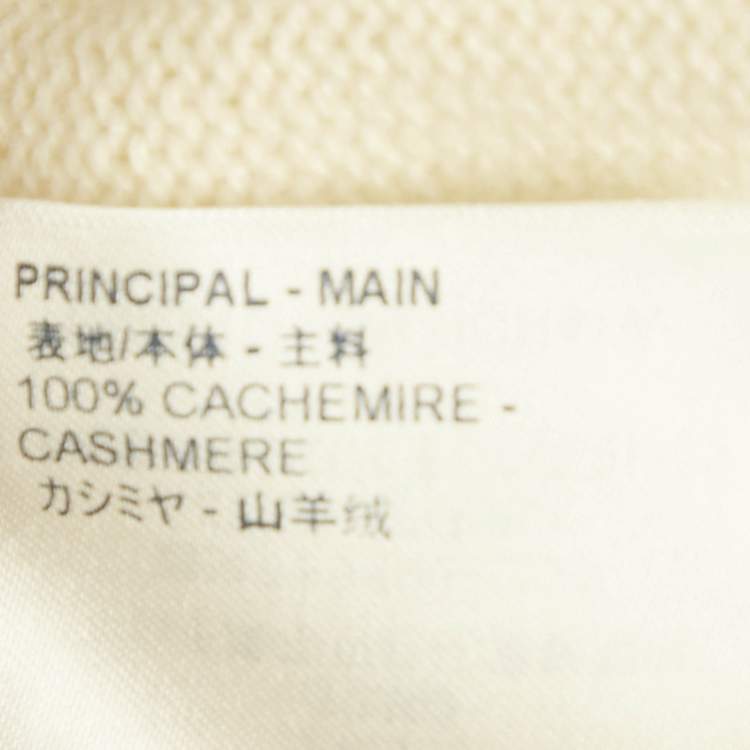 PRINCIPAL - MAIN
表地/本体 - 主料
100% CACHEMIRE -
CASHMERE
カシミヤ - 山羊绒